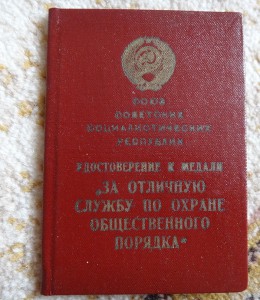 СОЮЗ
СОВЕТСКИХ
СОЦИАЛИСТИЧЕСКИХ
РЕСПУБЛИК
УДОСТОВЕРЕНИЕ К МЕДАЛИ
„ЗА ОТЛИЧНУЮ
СЛУЖБУ ПО ОХРАНЕ
ОБЩЕСТВЕННОГО
ПОРЯДКА"